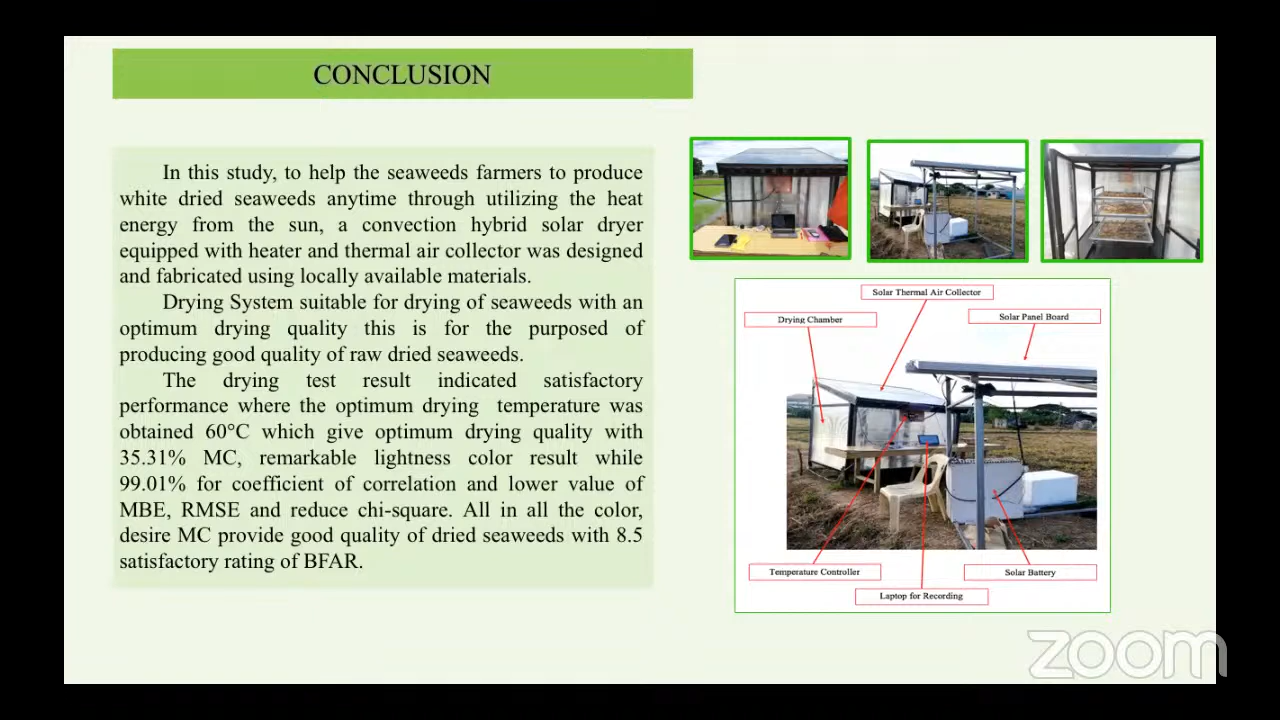 CONCLUSION
In this study, to help the seaweeds farmers to produce
white dried seaweeds anytime through utilizing the heat
energy from the sun, a convection hybrid solar dryer
equipped with heater and thermal air collector was designed
and fabricated using locally available materials.
Drying System suitable for drying of seaweeds with an
optimum drying quality this is for the purposed of
producing good quality of raw dried seaweeds.
The drying test result indicated satisfactory
performance where the optimum drying temperature was
obtained 60°C which give optimum drying quality with
35.31% MC, remarkable lightness color result while
99.01% for coefficient of correlation and lower value of
MBE, RMSE and reduce chi-square. All in all the color,
desire MC provide good quality of dried seaweeds with 8.5
satisfactory rating of BFAR.
Solar Thermal Air Collector
Drying Chamber
Solar Panel Board
Temperature Controller
Solar Battery
Laptop for Recording
zoom